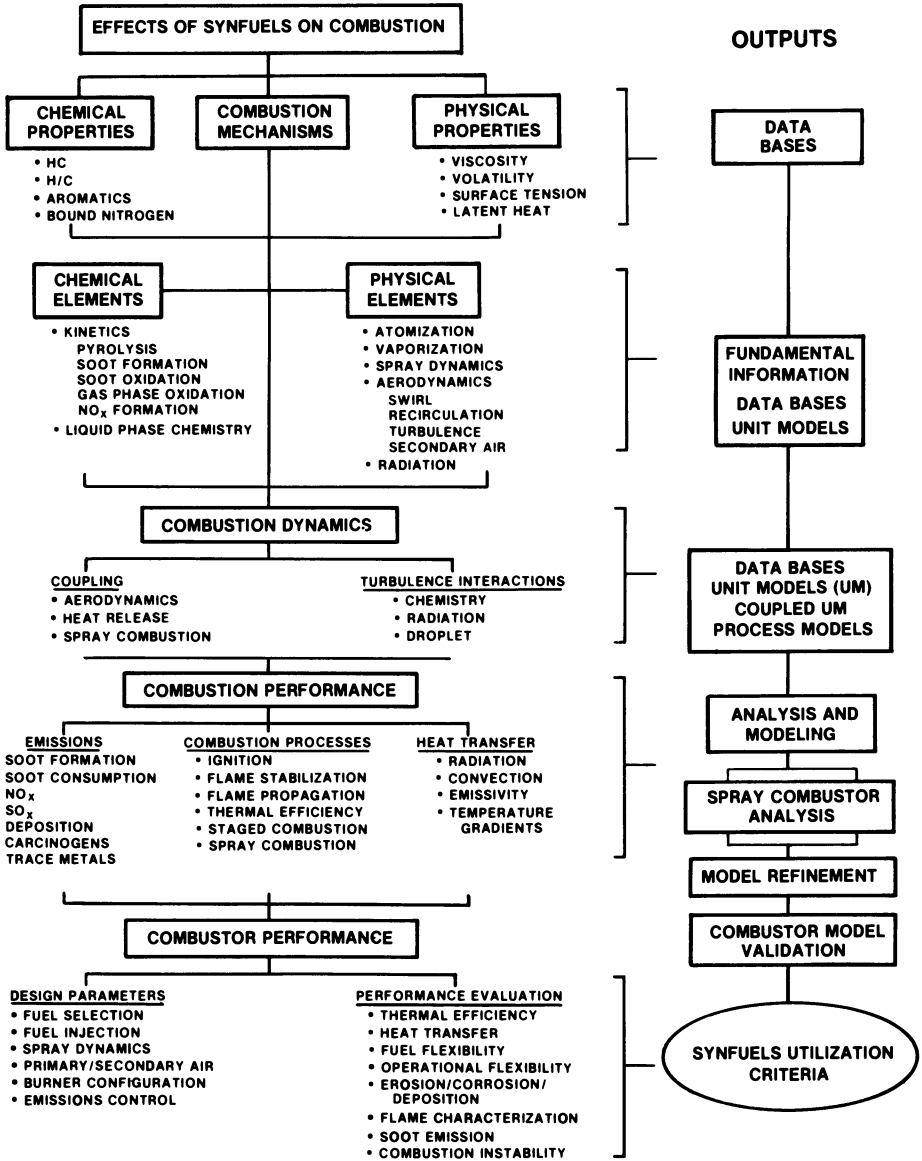 EFFECTS OF SYNFUELS ON COMBUSTION
OUTPUTS
CHEMICAL
PROPERTIES
• HC
• H/C
• AROMATICS
• BOUND NITROGEN
COMBUSTION
MECHANISMS
PHYSICAL
PROPERTIES
• VISCOSITY
• VOLATILITY
• SURFACE TENSION
• LATENT HEAT
DATA
BASES
CHEMICAL
ELEMENTS
• KINETICS
PYROLYSIS
SOOT FORMATION
SOOT OXIDATION
GAS PHASE OXIDATION
NOX FORMATION
• LIQUID PHASE CHEMISTRY
PHYSICAL
ELEMENTS
• ATOMIZATION
• VAPORIZATION
• SPRAY DYNAMICS
• AERODYNAMICS
SWIRL
RECIRCULATION
TURBULENCE
SECONDARY AIR
• RADIATION
FUNDAMENTAL
INFORMATION
DATA BASES
UNIT MODELS
COMBUSTION DYNAMICS
COUPLING
• AERODYNAMICS
• HEAT RELEASE
• SPRAY COMBUSTION
TURBULENCE INTERACTIONS
• CHEMISTRY
• RADIATION
• DROPLET
DATA BASES
UNIT MODELS (UM)
COUPLED UM
PROCESS MODELS
COMBUSTION PERFORMANCE
EMISSIONS
SOOT FORMATION
SOOT CONSUMPTION
NOX
SOX
DEPOSITION
CARCINOGENS
TRACE METALS
COMBUSTION PROCESSES
• IGNITION
• FLAME STABILIZATION
• FLAME PROPAGATION
• THERMAL EFFICIENCY
• STAGED COMBUSTION
• SPRAY COMBUSTION
HEAT TRANSFER
• RADIATION
• CONVECTION
• EMISSIVITY
• TEMPERATURE
GRADIENTS
ANALYSIS AND
MODELING
SPRAY COMBUSTOR
ANALYSIS
MODEL REFINEMENT
COMBUSTOR MODEL
VALIDATION
COMBUSTOR PERFORMANCE
DESIGN PARAMETERS
• FUEL SELECTION
• FUEL INJECTION
• SPRAY DYNAMICS
• PRIMARY/SECONDARY AIR
• BURNER CONFIGURATION
• EMISSIONS CONTROL
PERFORMANCE EVALUATION
• THERMAL EFFICIENCY
• HEAT TRANSFER
• FUEL FLEXIBILITY
• OPERATIONAL FLEXIBILITY
• EROSION/CORROSION/
DEPOSITION
• FLAME CHARACTERIZATION
• SOOT EMISSION
• COMBUSTION INSTABILITY
SYNFUELS UTILIZATION
CRITERIA